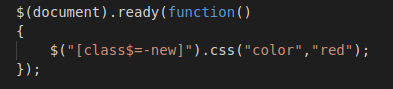 $(document).ready(function()
{
    $("[class$=-new]").css("color","red");
});